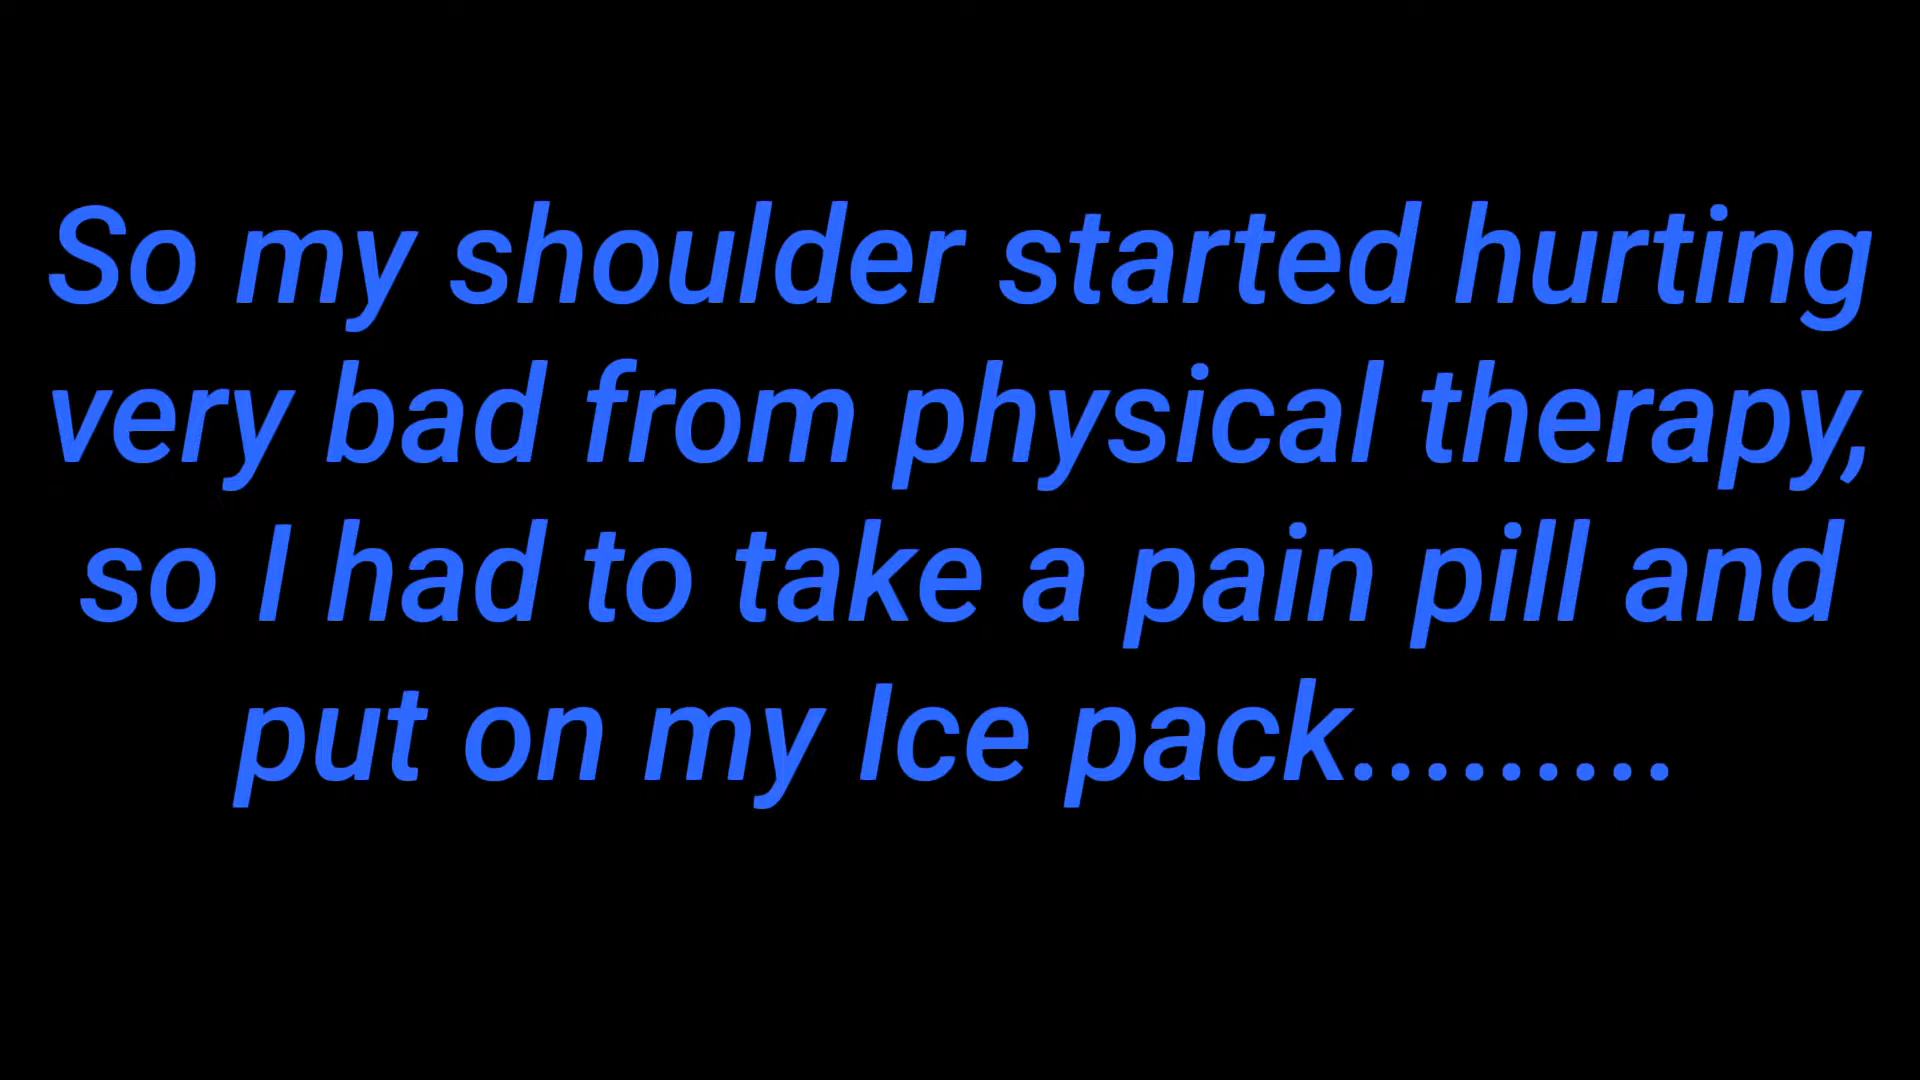 So my shoulder started hurting
very bad from physical therapy,
so I had to take a pain pill and
put on my Ice pack.........